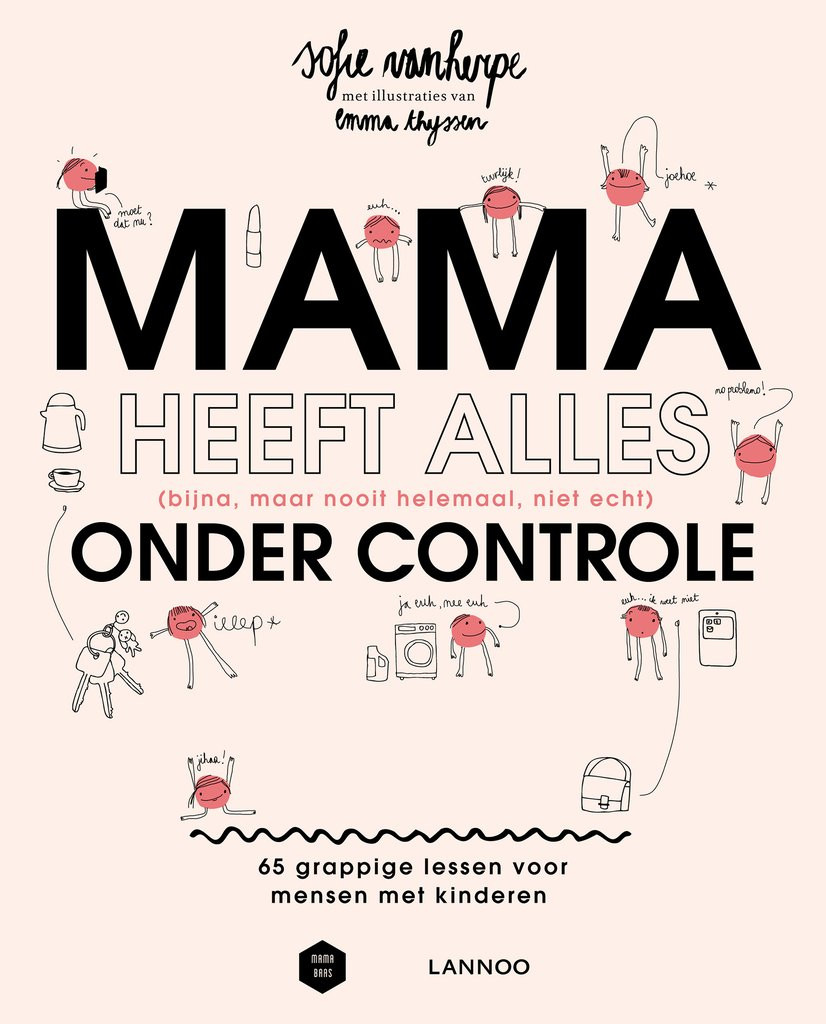 sofie vanherpe
met illustraties van
emma thyssen
moet
dat nu?
euh...
tuurlijk!
joehoe
MAMA
HEEFT ALLES
no problemo!
(bijna, maar nooit helemaal, niet echt)
ONDER CONTROLE
ieeep
ja euh, nee euh
euh... ik weet niet
jihaa!
65 grappige lessen voor
mensen met kinderen
MAMA
BAAS
LANNOO